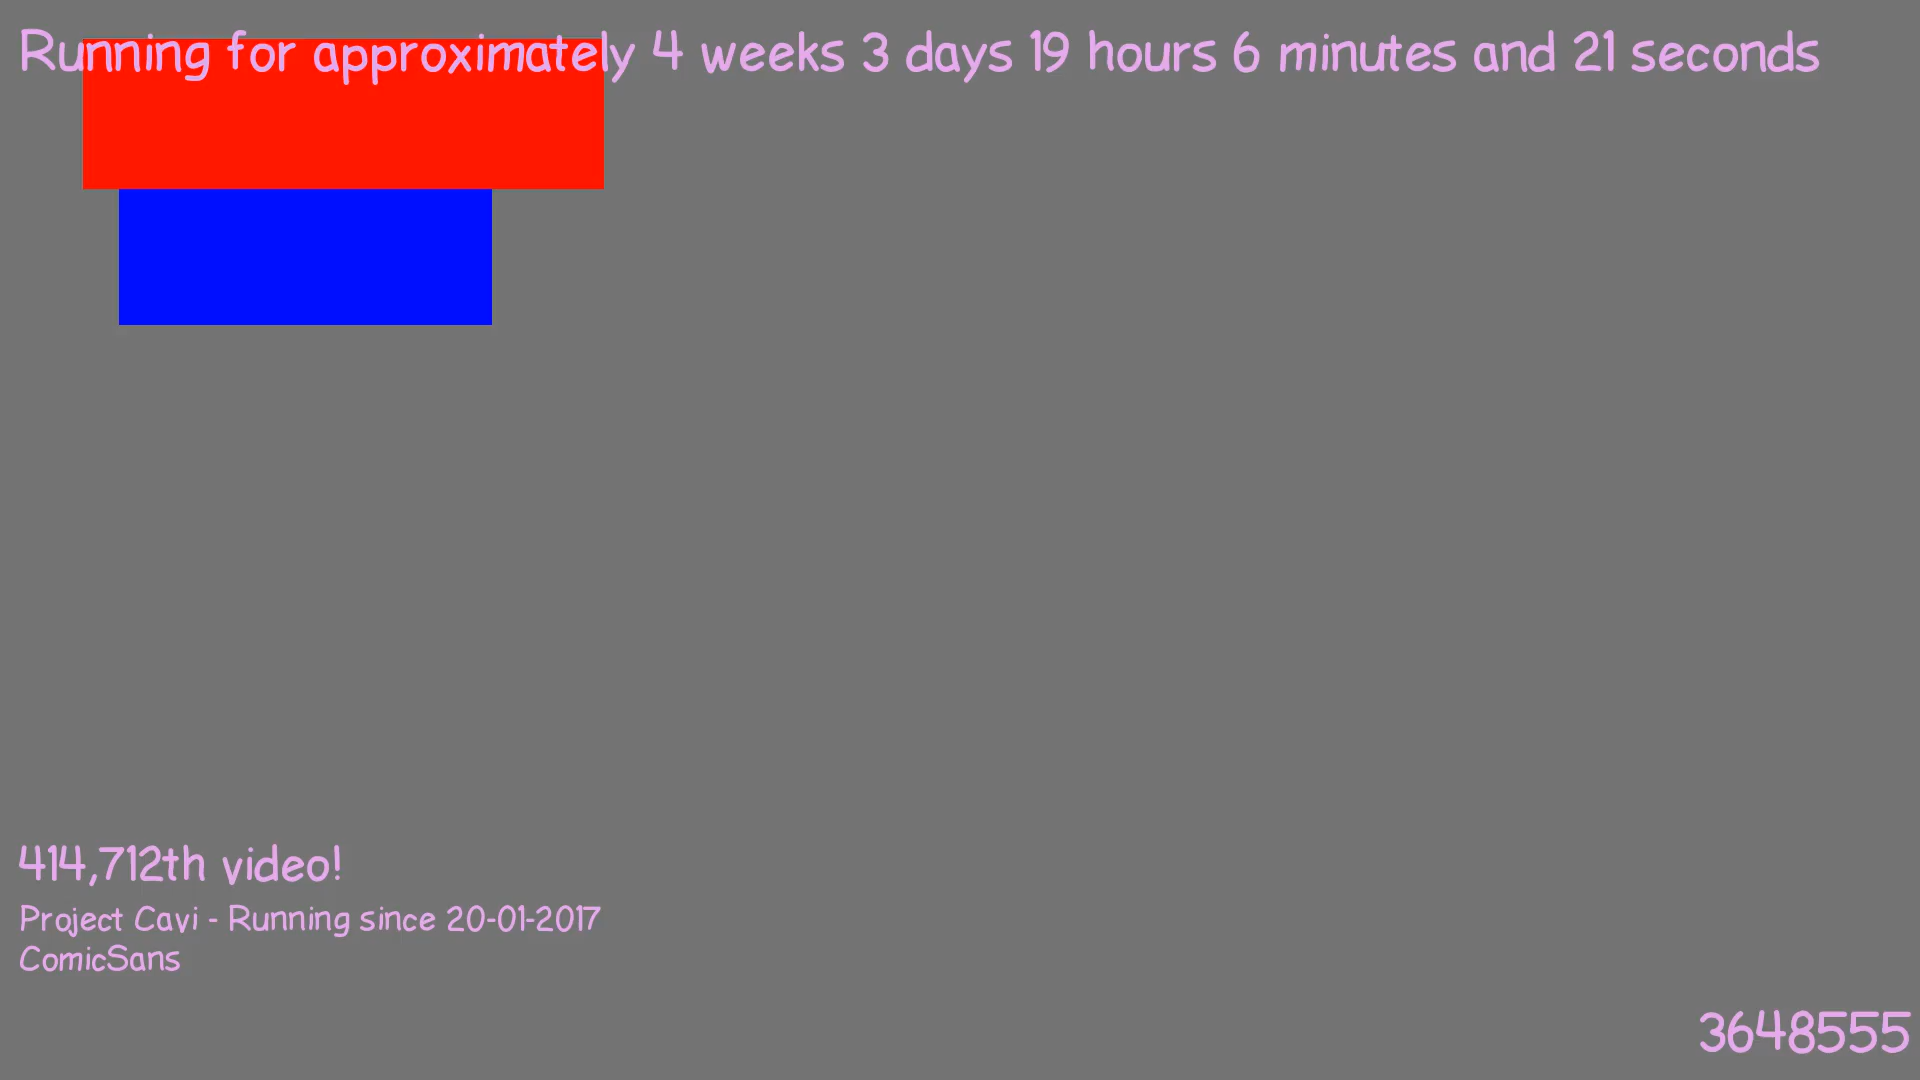 Running for approximately 4 weeks 3 days 19 hours 6 minutes and 21 seconds
414,712th video!
Project Cavi - Running since 20-01-2017
ComicSans
3648555